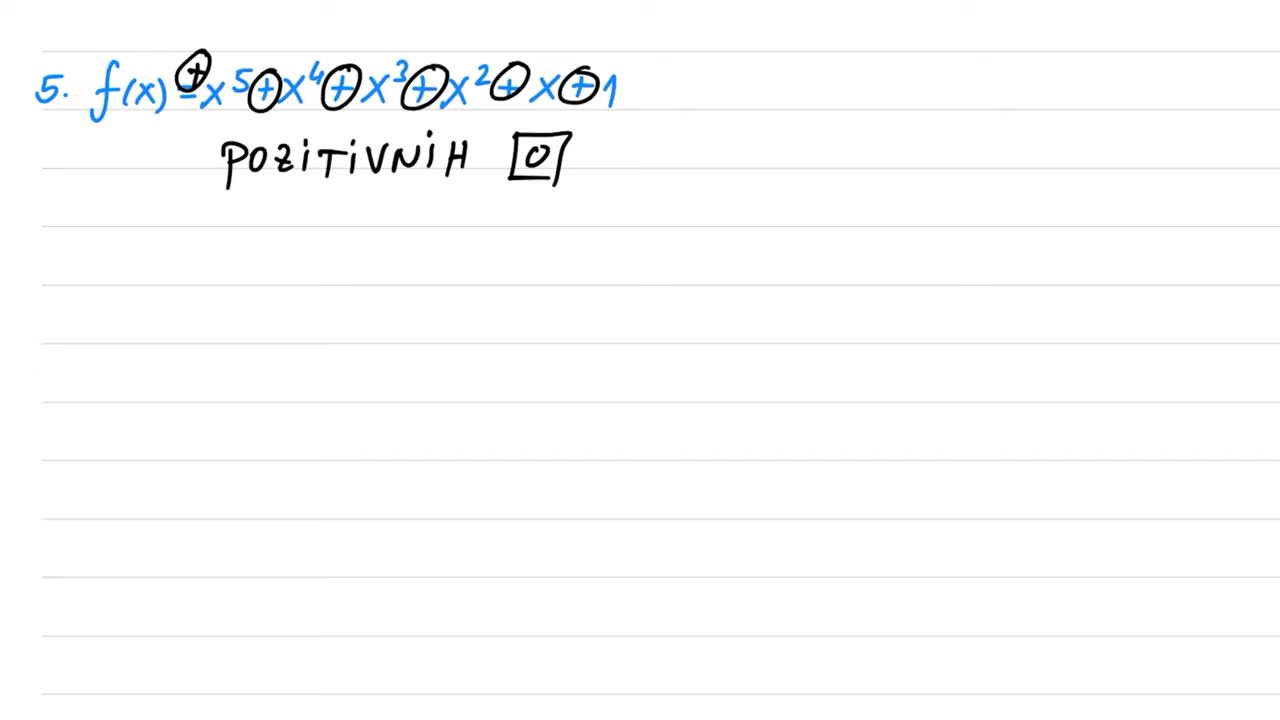 5. f(x) = + x⁵ + x⁴ + x³ + x² + x + 1
POZiTiVNiH 0